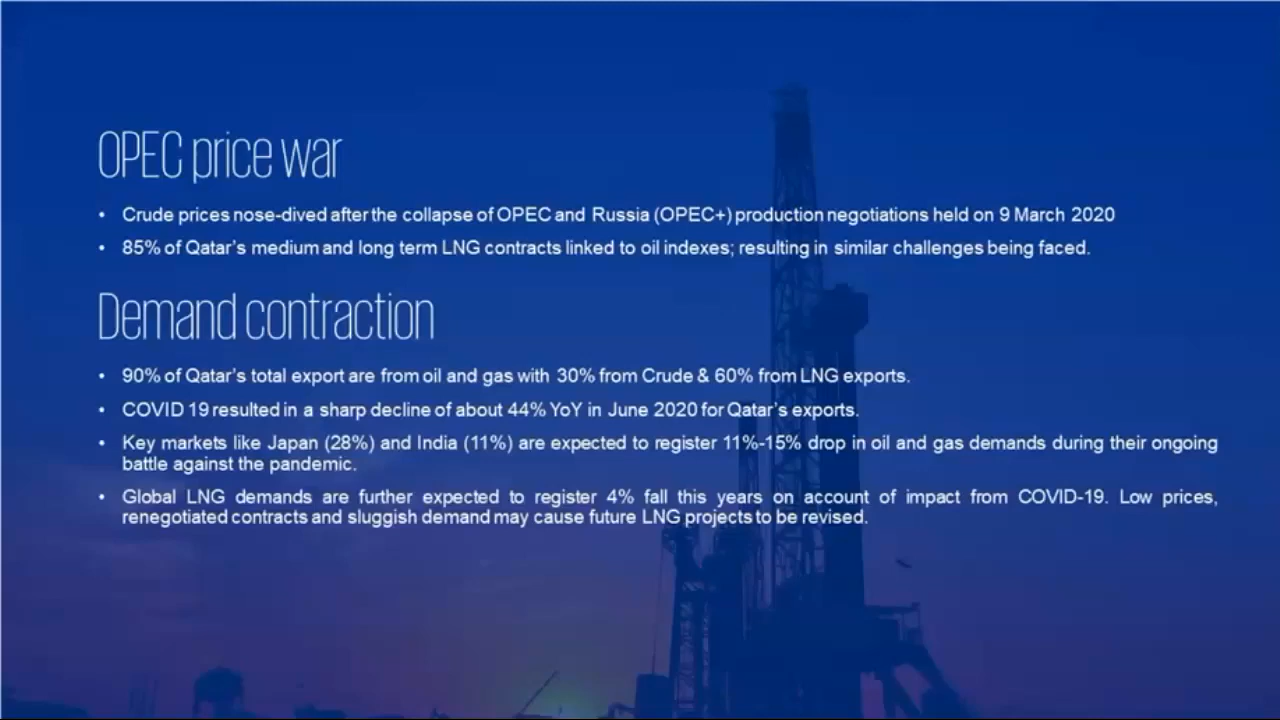 OPEC price war
• Crude prices nose-dived after the collapse of OPEC and Russia (OPEC+) production negotiations held on 9 March 2020
• 85% of Qatar's medium and long term LNG contracts linked to oil indexes; resulting in similar challenges being faced.
Demand contraction
• 90% of Qatar's total export are from oil and gas with 30% from Crude & 60% from LNG exports.
• COVID 19 resulted in a sharp decline of about 44% YoY in June 2020 for Qatar's exports.
• Key markets like Japan (28%) and India (11%) are expected to register 11%-15% drop in oil and gas demands during their ongoing
battle against the pandemic.
• Global LNG demands are further expected to register 4% fall this years on account of impact from COVID-19. Low prices,
renegotiated contracts and sluggish demand may cause future LNG projects to be revised.